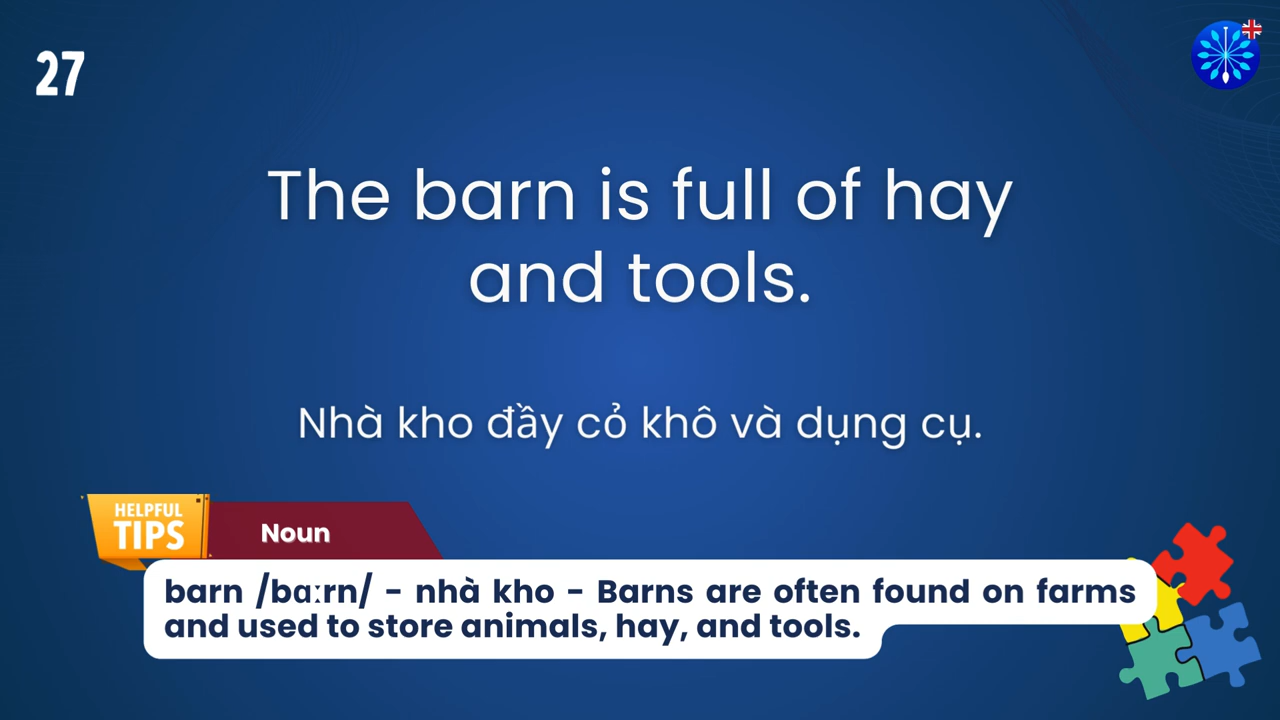 27
The barn is full of hay
and tools.
Nhà kho đầy cỏ khô và dụng cụ.
HELPFUL
TIPS
Noun
barn /bɑːrn/ - nhà kho - Barns are often found on farms
and used to store animals, hay, and tools.